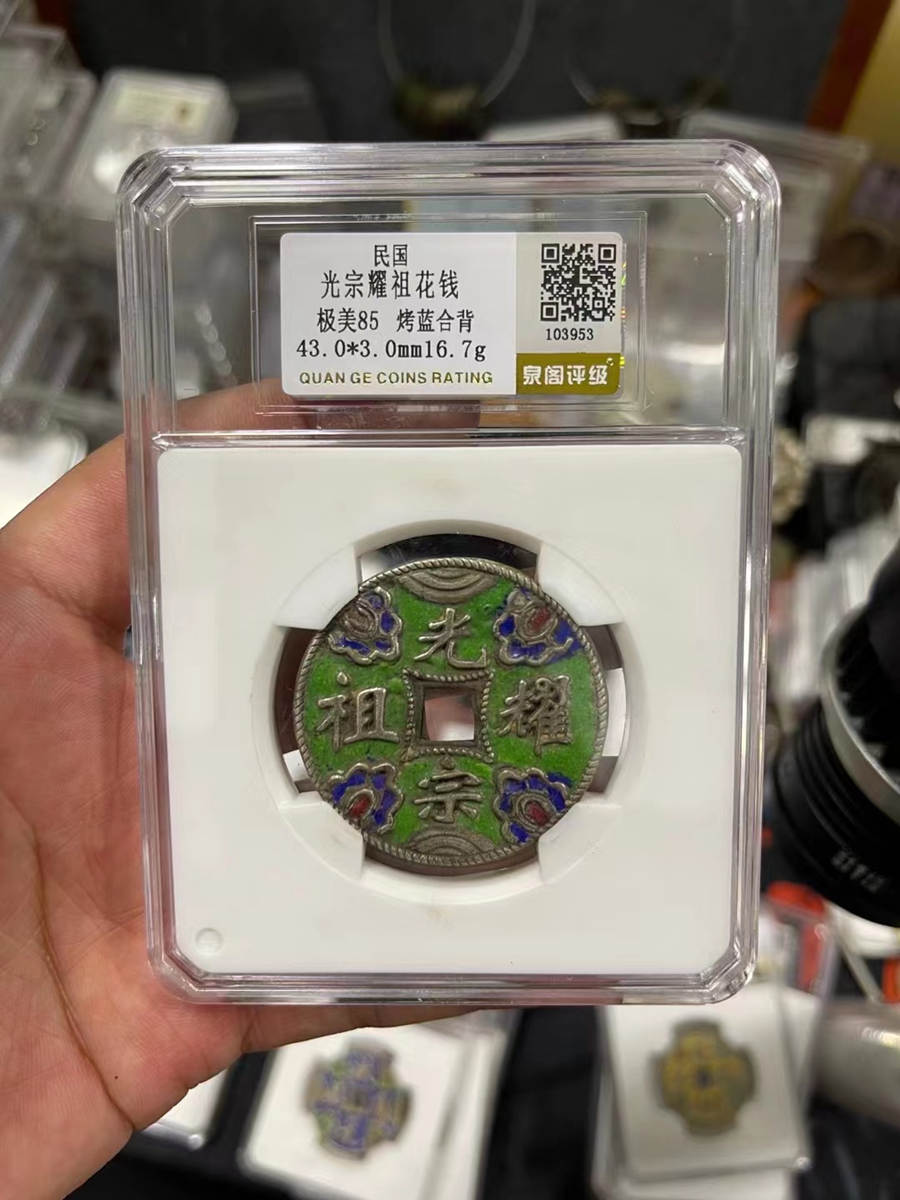 民国
光宗耀祖花钱
极美85 烤蓝合背
43.0*3.0mm16.7g
QUAN GE COINS RATING
103953
泉阁评级
光
祖 耀
宗